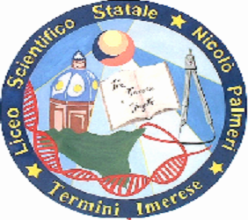 Liceo Scientifico Statale Nicolò Palmeri
Termini Imerese